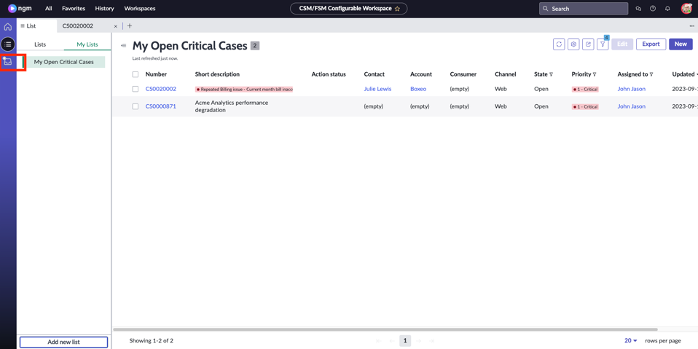 ngm All Favorites History Workspaces CSM/FSM Configurable Workspace Search
List CS0020002
Lists My Lists
My Open Critical Cases
Add new list
My Open Critical Cases 2
Last refreshed just now.
Edit Export New
Number Short description Action status Contact Account Consumer Channel State Priority Assigned to Updated
CS0020002 Repeated Billing issue - Current month bill inco Julie Lewis Boxeo (empty) Web Open 1 - Critical John Jason 2023-09-
CS0000871 Acme Analytics performance degradation (empty) (empty) (empty) Web Open 1 - Critical John Jason 2023-09-
Showing 1-2 of 2 1 20 rows per page